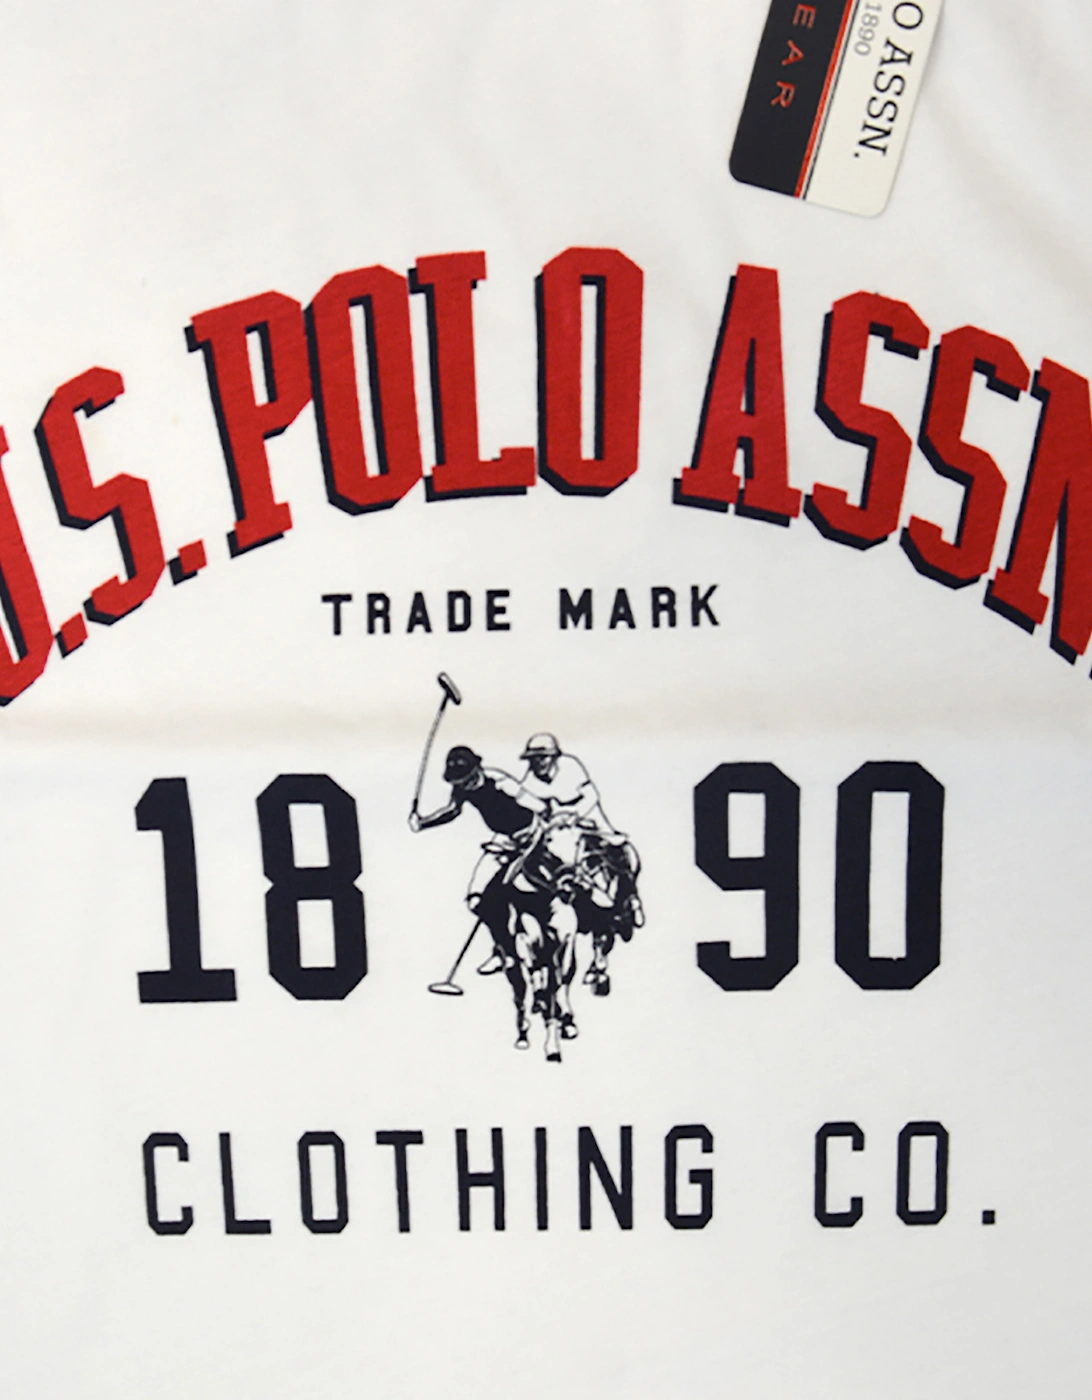 O ASSN.
1890
EAR
U.S. POLO ASSN
TRADE MARK
18 90
CLOTHING CO.